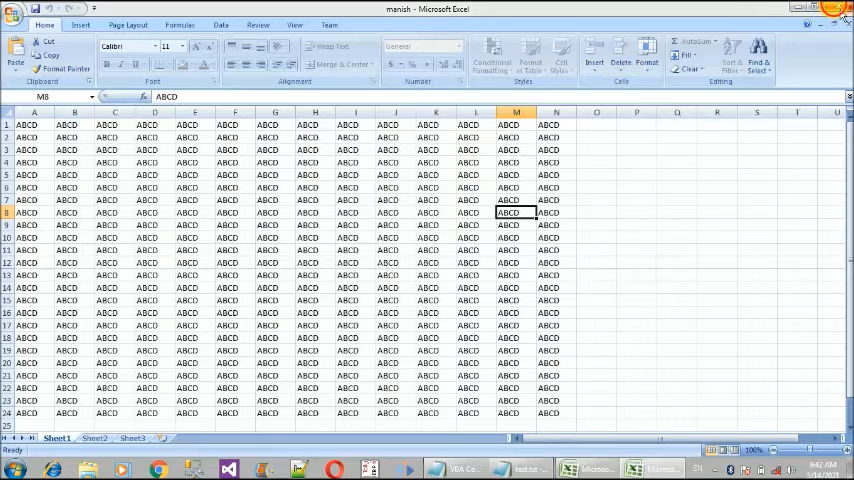 manish - Microsoft Excel
Home Insert Page Layout Formulas Data Review View Team
Cut
Copy
Format Painter
Paste
Clipboard
Calibri 11
B I U
Font
Wrap Text
Merge & Center
Alignment
General
$ % ,
Number
Conditional Formatting
Format as Table
Cell Styles
Styles
Insert Delete Format
Cells
AutoSum
Fill
Clear
Sort & Filter
Find & Select
Editing
M8 fx ABCD
A B C D E F G H I J K L M N O P Q R S T U
1 ABCD ABCD ABCD ABCD ABCD ABCD ABCD ABCD ABCD ABCD ABCD ABCD ABCD ABCD
2 ABCD ABCD ABCD ABCD ABCD ABCD ABCD ABCD ABCD ABCD ABCD ABCD ABCD ABCD
3 ABCD ABCD ABCD ABCD ABCD ABCD ABCD ABCD ABCD ABCD ABCD ABCD ABCD ABCD
4 ABCD ABCD ABCD ABCD ABCD ABCD ABCD ABCD ABCD ABCD ABCD ABCD ABCD ABCD
5 ABCD ABCD ABCD ABCD ABCD ABCD ABCD ABCD ABCD ABCD ABCD ABCD ABCD ABCD
6 ABCD ABCD ABCD ABCD ABCD ABCD ABCD ABCD ABCD ABCD ABCD ABCD ABCD ABCD
7 ABCD ABCD ABCD ABCD ABCD ABCD ABCD ABCD ABCD ABCD ABCD ABCD ABCD ABCD
8 ABCD ABCD ABCD ABCD ABCD ABCD ABCD ABCD ABCD ABCD ABCD ABCD ABCD ABCD
9 ABCD ABCD ABCD ABCD ABCD ABCD ABCD ABCD ABCD ABCD ABCD ABCD ABCD ABCD
10 ABCD ABCD ABCD ABCD ABCD ABCD ABCD ABCD ABCD ABCD ABCD ABCD ABCD ABCD
11 ABCD ABCD ABCD ABCD ABCD ABCD ABCD ABCD ABCD ABCD ABCD ABCD ABCD ABCD
12 ABCD ABCD ABCD ABCD ABCD ABCD ABCD ABCD ABCD ABCD ABCD ABCD ABCD ABCD
13 ABCD ABCD ABCD ABCD ABCD ABCD ABCD ABCD ABCD ABCD ABCD ABCD ABCD ABCD
14 ABCD ABCD ABCD ABCD ABCD ABCD ABCD ABCD ABCD ABCD ABCD ABCD ABCD ABCD
15 ABCD ABCD ABCD ABCD ABCD ABCD ABCD ABCD ABCD ABCD ABCD ABCD ABCD ABCD
16 ABCD ABCD ABCD ABCD ABCD ABCD ABCD ABCD ABCD ABCD ABCD ABCD ABCD ABCD
17 ABCD ABCD ABCD ABCD ABCD ABCD ABCD ABCD ABCD ABCD ABCD ABCD ABCD ABCD
18 ABCD ABCD ABCD ABCD ABCD ABCD ABCD ABCD ABCD ABCD ABCD ABCD ABCD ABCD
19 ABCD ABCD ABCD ABCD ABCD ABCD ABCD ABCD ABCD ABCD ABCD ABCD ABCD ABCD
20 ABCD ABCD ABCD ABCD ABCD ABCD ABCD ABCD ABCD ABCD ABCD ABCD ABCD ABCD
21 ABCD ABCD ABCD ABCD ABCD ABCD ABCD ABCD ABCD ABCD ABCD ABCD ABCD ABCD
22 ABCD ABCD ABCD ABCD ABCD ABCD ABCD ABCD ABCD ABCD ABCD ABCD ABCD ABCD
23 ABCD ABCD ABCD ABCD ABCD ABCD ABCD ABCD ABCD ABCD ABCD ABCD ABCD ABCD
24 ABCD ABCD ABCD ABCD ABCD ABCD ABCD ABCD ABCD ABCD ABCD ABCD ABCD ABCD
25
Sheet1 Sheet2 Sheet3
Ready 100%
VBA Co... test.txt -... Microso... Microso... EN 9:42 AM
5/14/2021